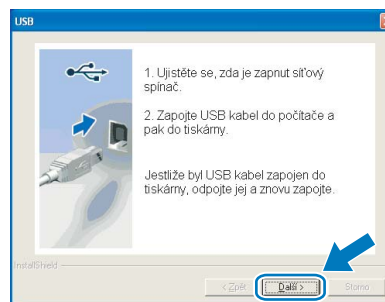 USB
1. Ujistěte se, zda je zapnut síťový
spínač.
2. Zapojte USB kabel do počítače a
pak do tiskárny.
Jestliže byl USB kabel zapojen do
tiskárny, odpojte jej a znovu zapojte.
InstallShield
< Zpět
Další >
Storno